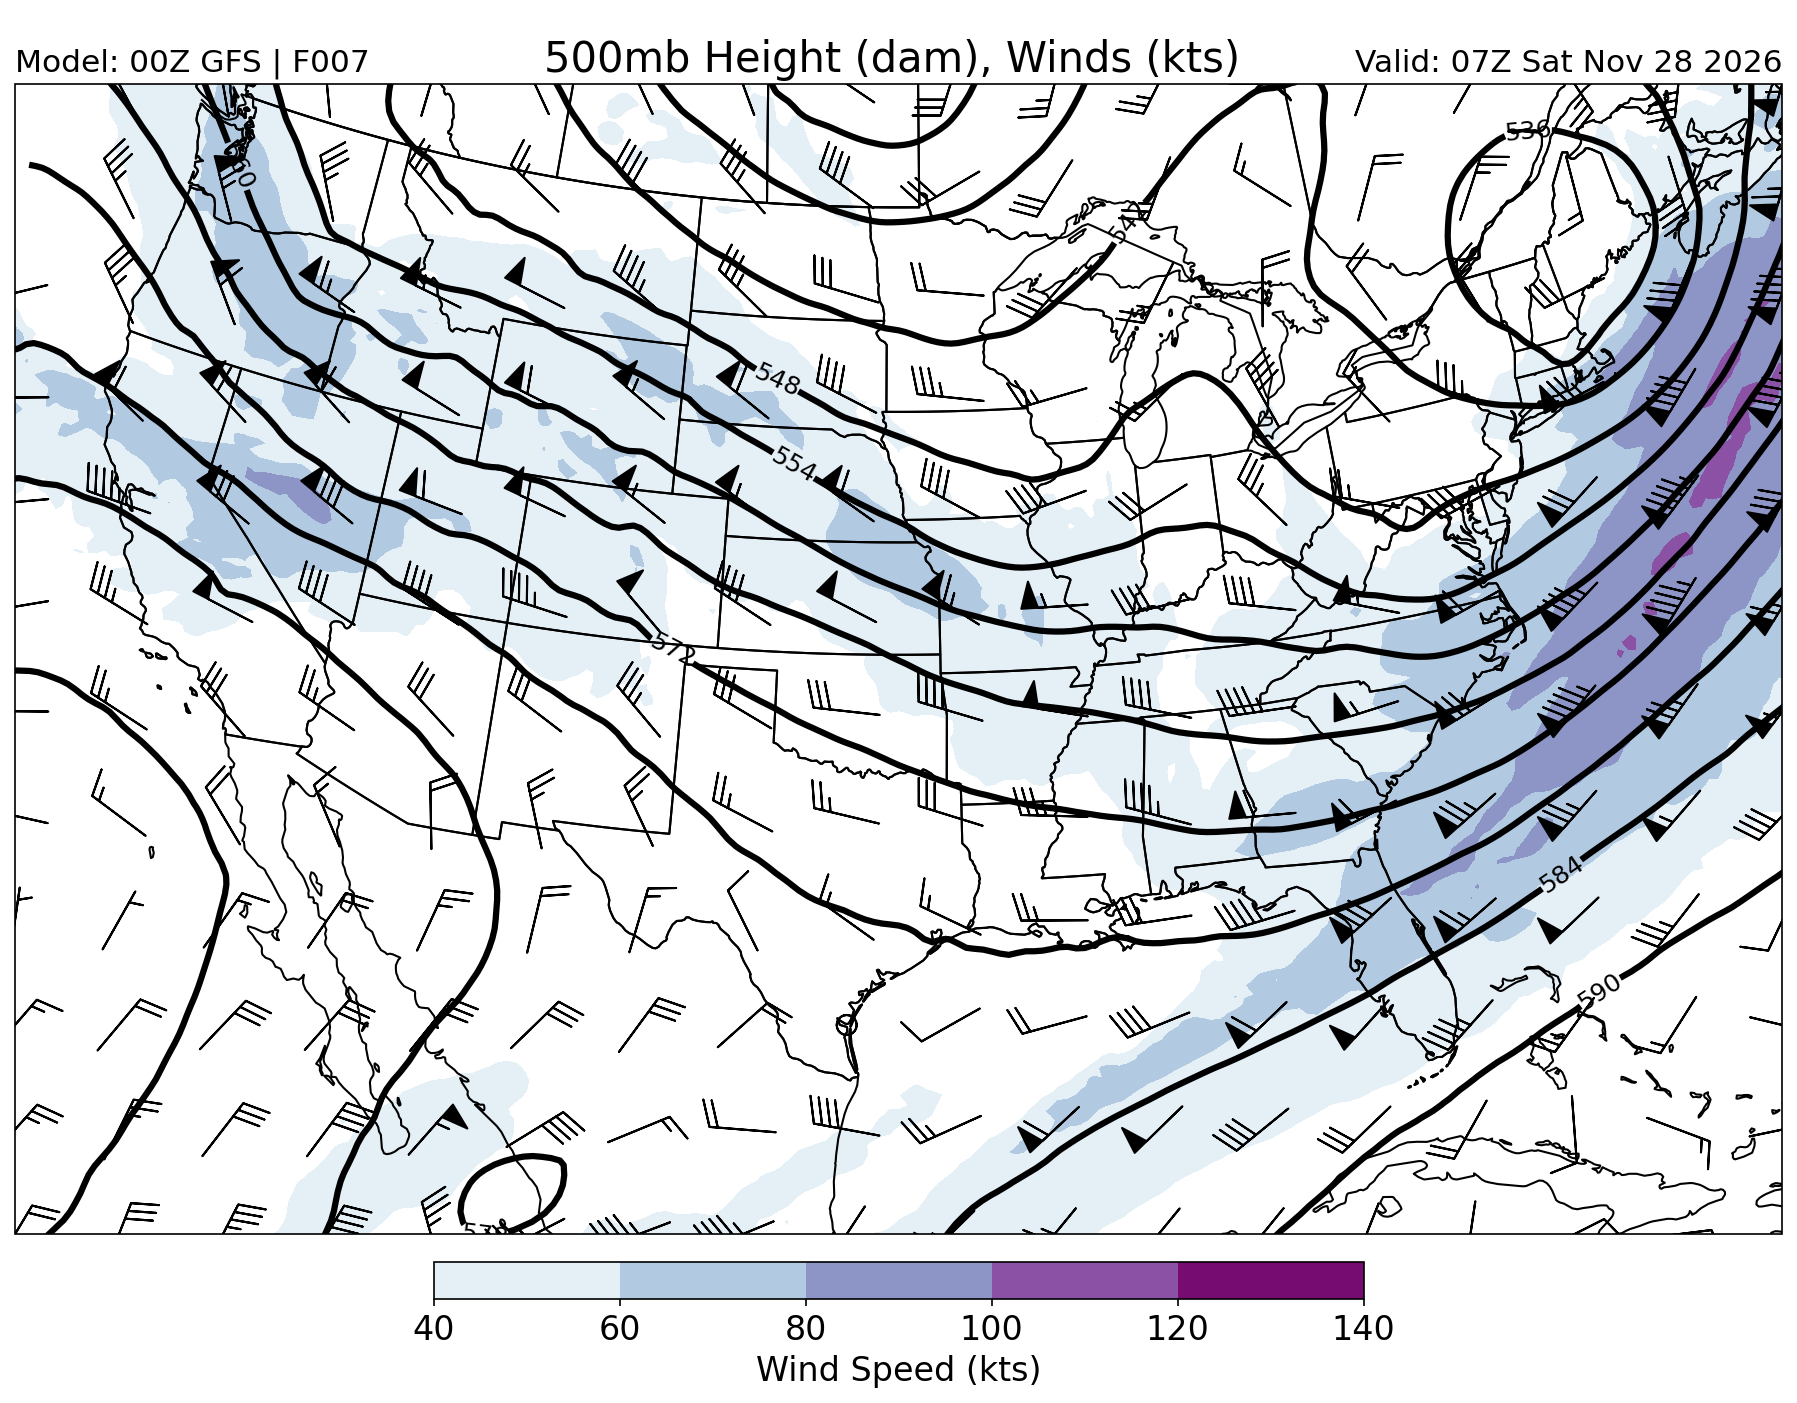 Model: 00Z GFS | F007
500mb Height (dam), Winds (kts)
Valid: 07Z Sat Nov 28 2026
536
548
554
572
584
590
40 60 80 100 120 140
Wind Speed (kts)